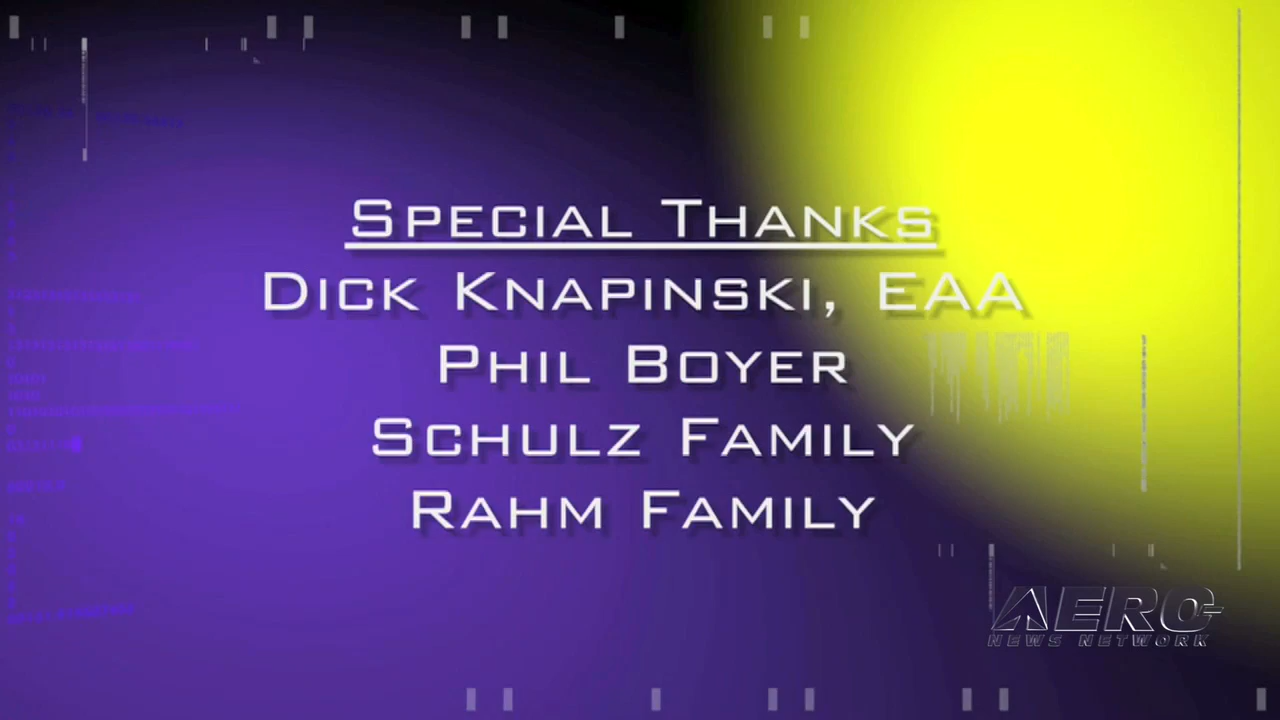 Special Thanks
Dick Knapinski, EAA
Phil Boyer
Schulz Family
Rahm Family
AERO
NEWS NETWORK